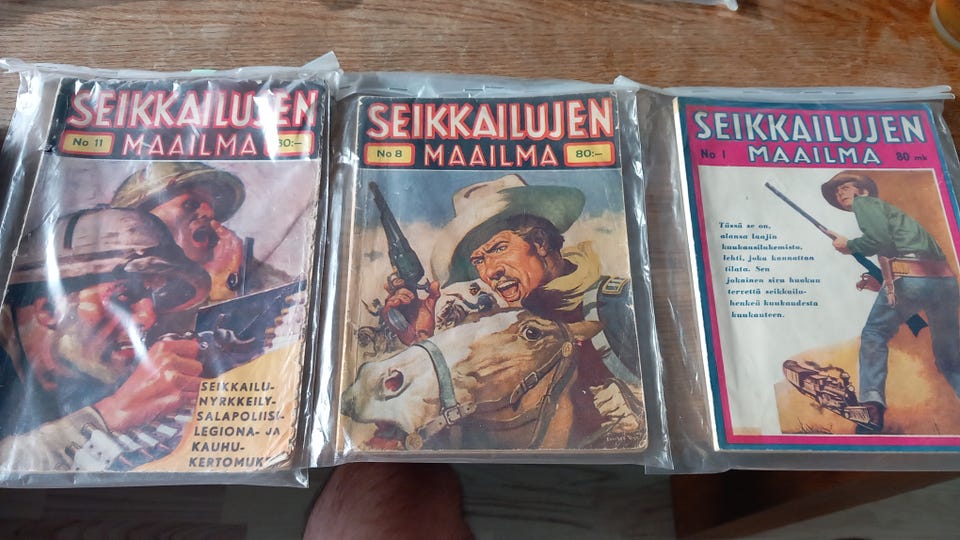 SEIKKAILUJEN
No 11 MAAILMA 80:–
SEIKKAILU-
NYRKKEILY-
SALAPOLIISI-
LEGIONA- JA
KAUHU-
KERTOMUK
SEIKKAILUJEN
No 8 MAAILMA 80:–
SEIKKAILUJEN
No 1 MAAILMA 80 mk
Tässä se on,
alansa laajin
kuukausilukemisto,
lehti, joka kannattaa
tilata. Sen
jokainen sivu huokuu
terrettä seikkailu-
henkeä kuukaudesta
kuukauteen.